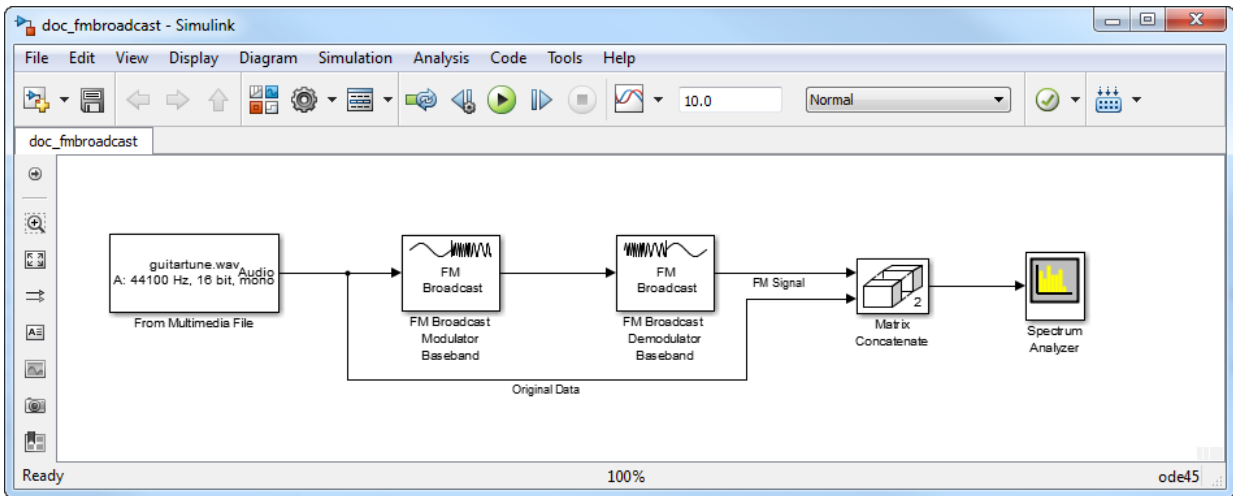 doc_fmbroadcast - Simulink
File Edit View Display Diagram Simulation Analysis Code Tools Help
10.0 Normal
doc_fmbroadcast
guitartune.wav
Audio
A: 44100 Hz, 16 bit, mono
From Multimedia File
FM
Broadcast
FM Broadcast
Modulator
Baseband
FM
Broadcast
FM Broadcast
Demodulator
Baseband
FM Signal
2
Matrix
Concatenate
Spectrum
Analyzer
Original Data
Ready 100% ode45